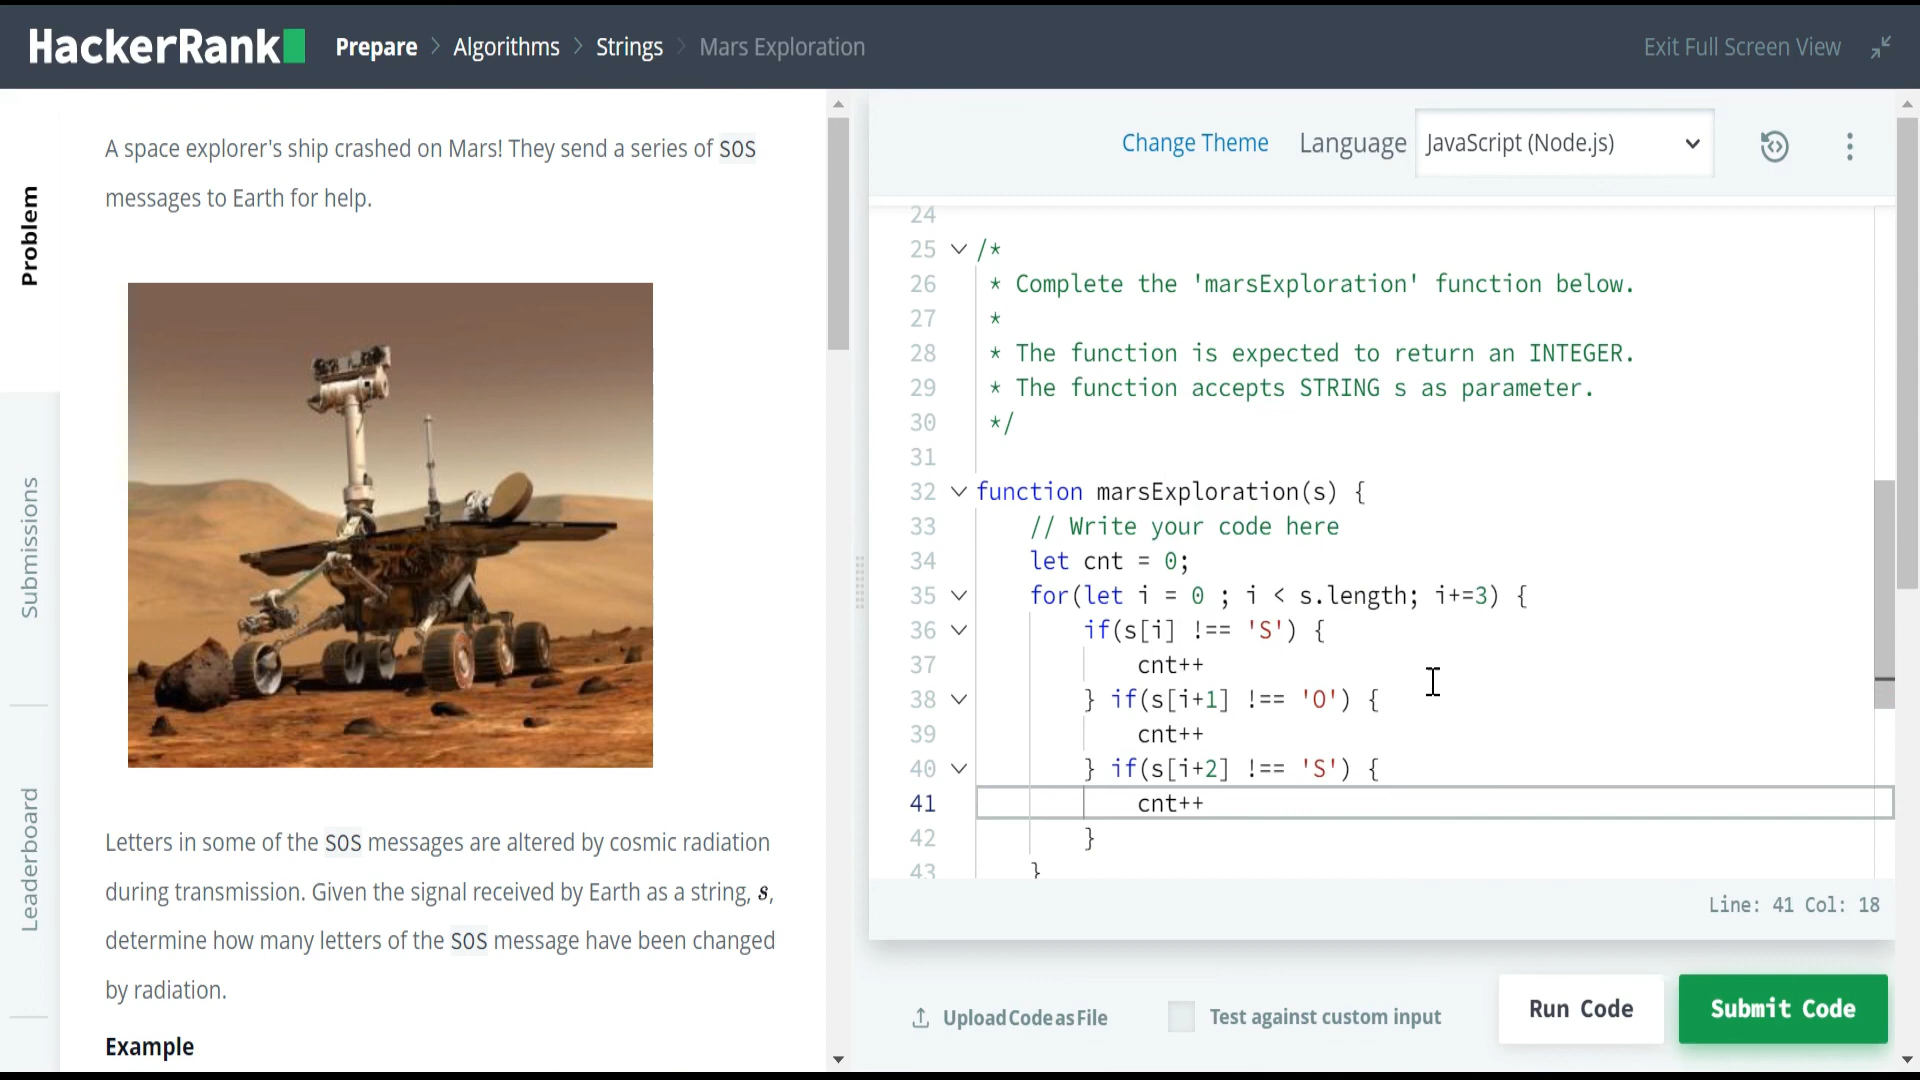 HackerRank
Prepare > Algorithms > Strings > Mars Exploration
Exit Full Screen View
Problem
Submissions
Leaderboard
A space explorer's ship crashed on Mars! They send a series of SOS
messages to Earth for help.
Letters in some of the SOS messages are altered by cosmic radiation
during transmission. Given the signal received by Earth as a string, s,
determine how many letters of the SOS message have been changed
by radiation.
Example
Change Theme Language JavaScript (Node.js)
24
25 /*
26 * Complete the 'marsExploration' function below.
27 *
28 * The function is expected to return an INTEGER.
29 * The function accepts STRING s as parameter.
30 */
31
32 function marsExploration(s) {
33 // Write your code here
34 let cnt = 0;
35 for(let i = 0 ; i < s.length; i+=3) {
36 if(s[i] !== 'S') {
37 cnt++
38 } if(s[i+1] !== 'O') {
39 cnt++
40 } if(s[i+2] !== 'S') {
41 cnt++
42 }
43 }
Line: 41 Col: 18
Upload Code as File
Test against custom input
Run Code
Submit Code